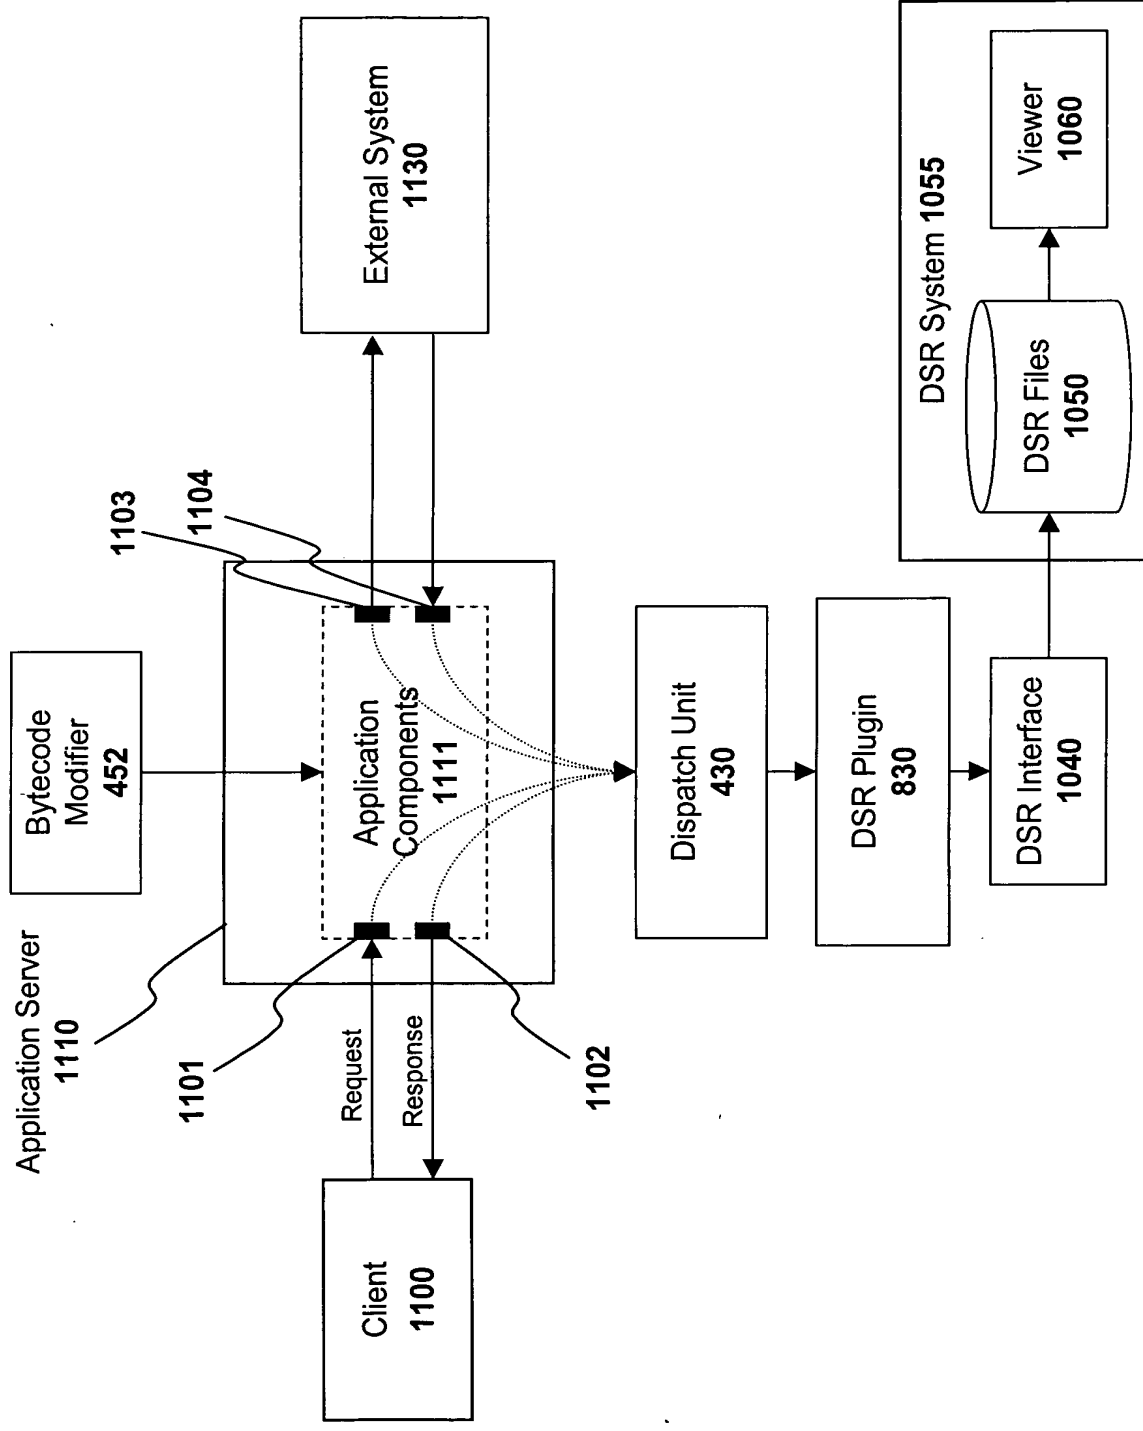 Application Server
1110
Bytecode
Modifier
452
1103
1104
1101
Request
Response
1102
Client
1100
Application
Components
1111
External System
1130
Dispatch Unit
430
DSR Plugin
830
DSR Interface
1040
DSR System 1055
DSR Files
1050
Viewer
1060